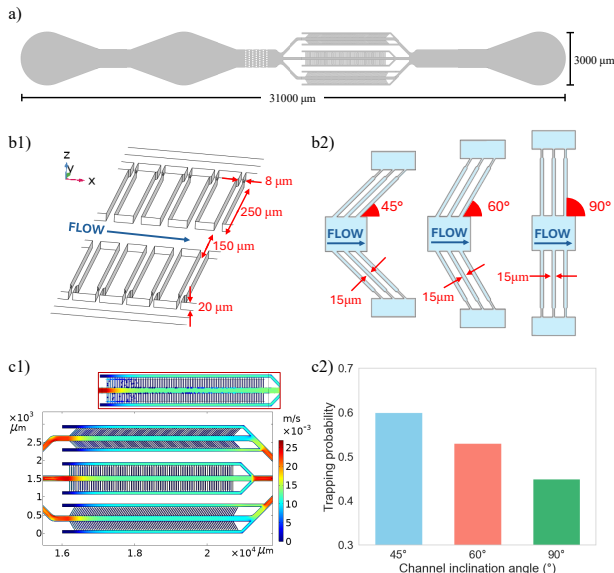 a)
3000 μm
31000 μm
b1)
z
y
x
8 μm
250 μm
FLOW
150 μm
20 μm
b2)
45°
60°
90°
FLOW
FLOW
FLOW
15μm
15μm
15μm
c1)
×10³
μm
2.5
2
1.5
1
0.5
0
1.6
1.8
2
×10⁴ μm
m/s
×10⁻³
25
20
15
10
5
0
c2)
Trapping probability
0.7
0.6
0.5
0.4
0.3
45°
60°
90°
Channel inclination angle (°)